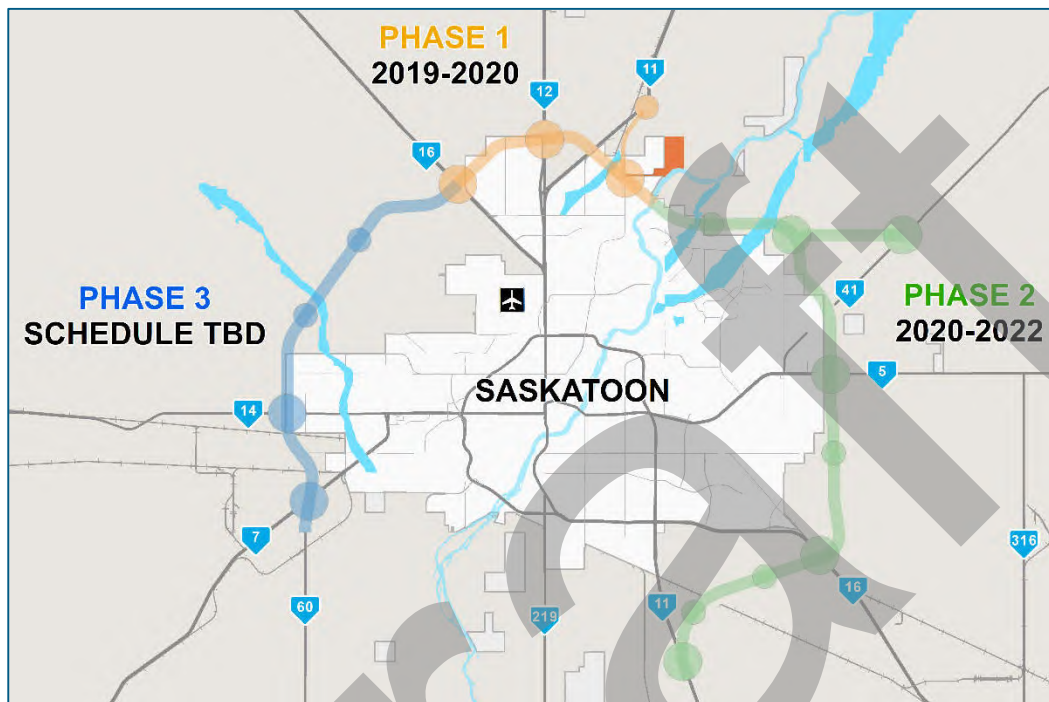 PHASE 1
2019-2020
11
12
16
PHASE 3
SCHEDULE TBD
41
PHASE 2
2020-2022
5
SASKATOON
14
7
316
16
60
219
11
Draft